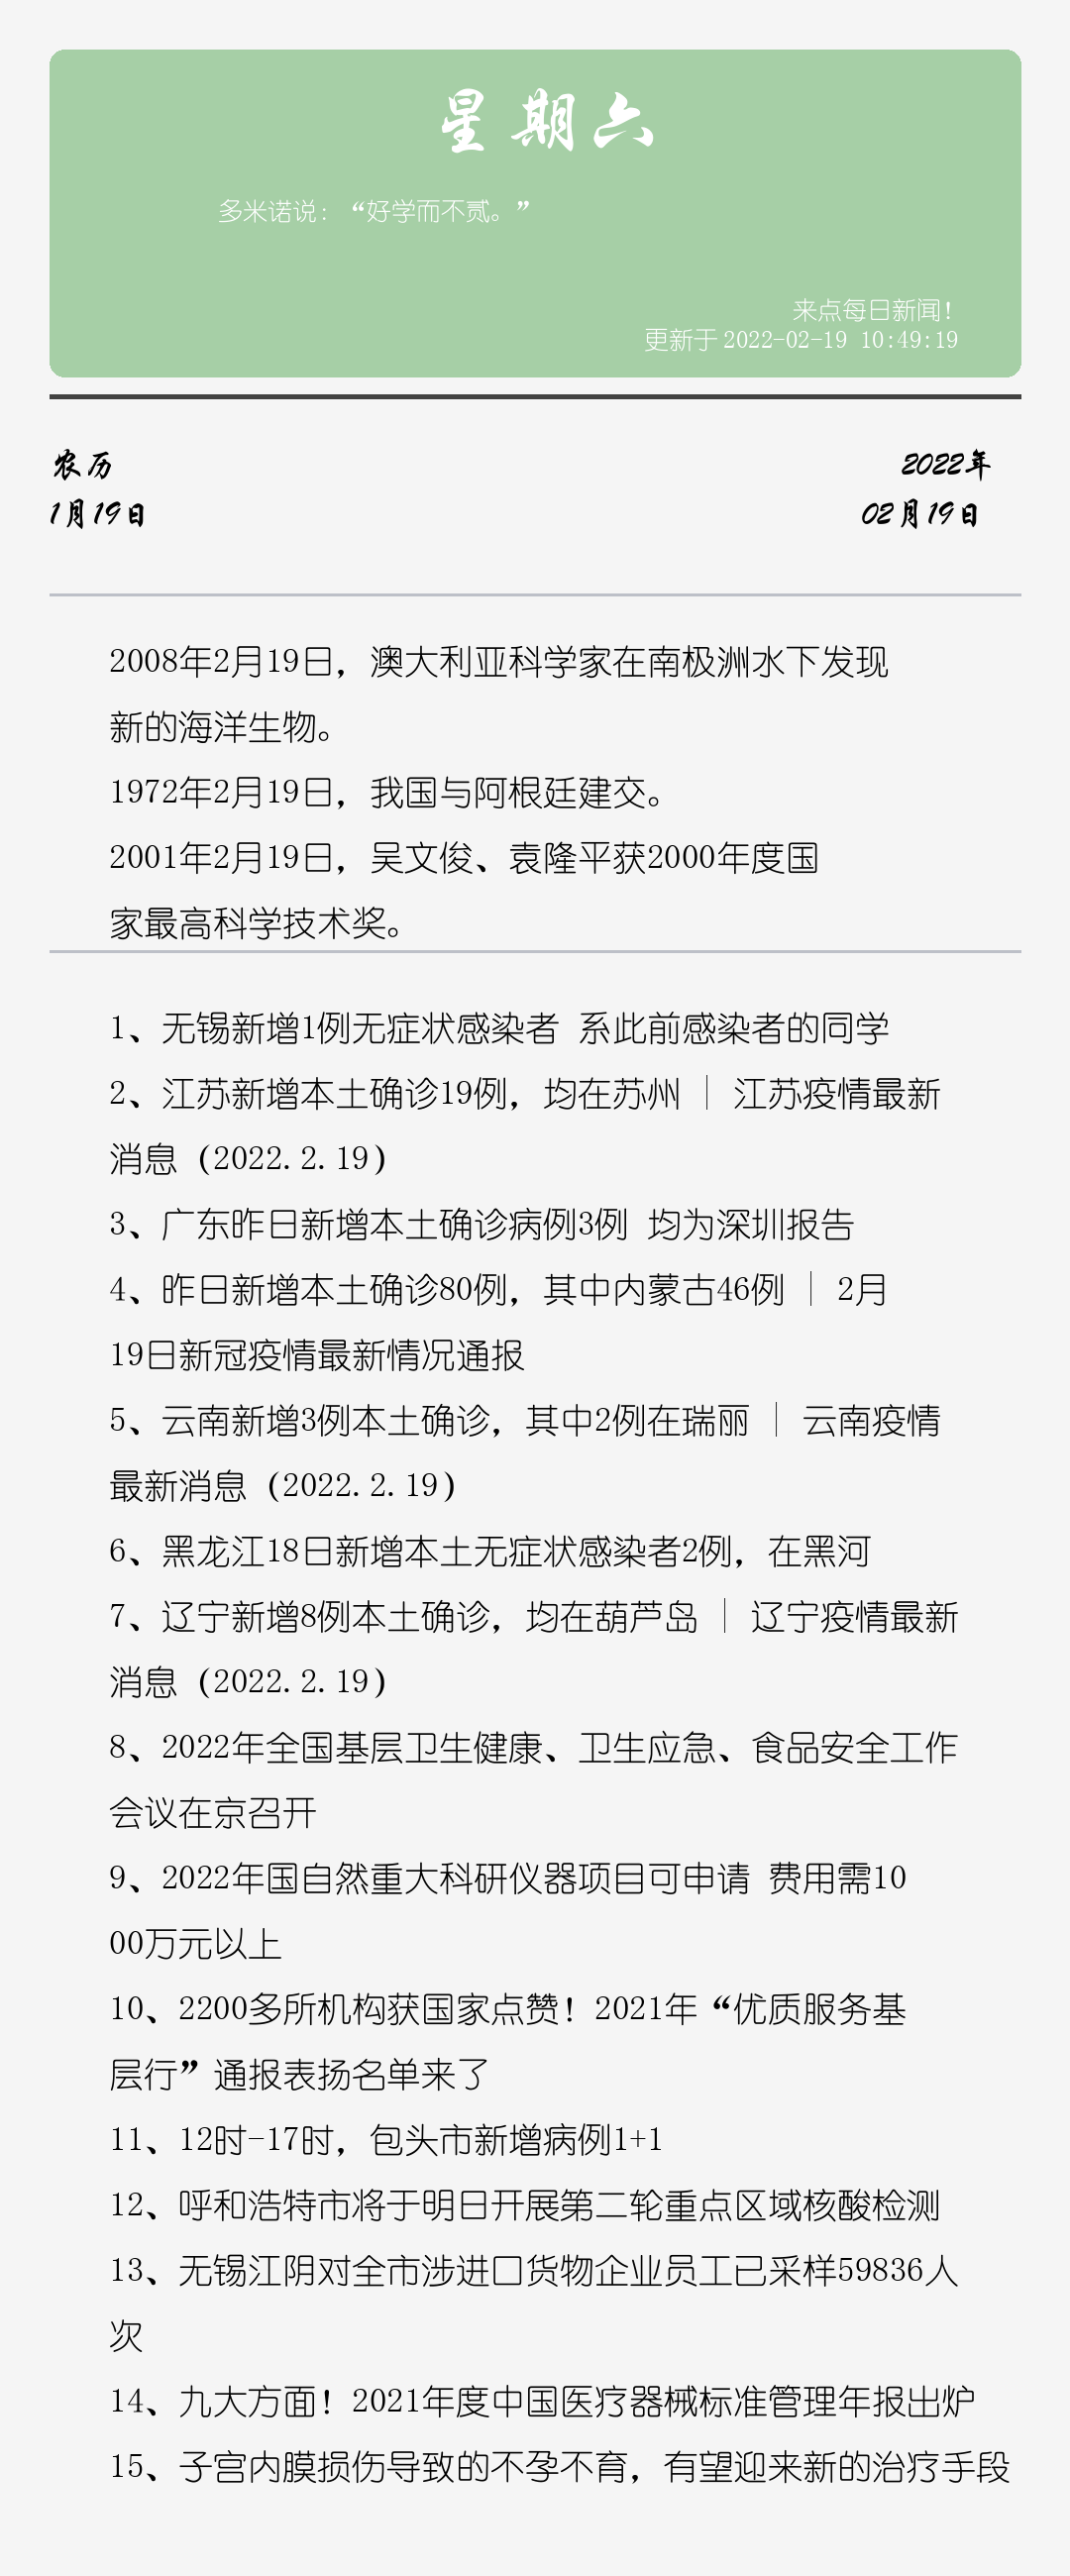 星期六
多米诺说：“好学而不贰。”
来点每日新闻！
更新于 2022-02-19 10:49:19
农历
2022年
1月19日
02月19日
2008年2月19日，澳大利亚科学家在南极洲水下发现
新的海洋生物。
1972年2月19日，我国与阿根廷建交。
2001年2月19日，吴文俊、袁隆平获2000年度国
家最高科学技术奖。
1、无锡新增1例无症状感染者 系此前感染者的同学
2、江苏新增本土确诊19例，均在苏州｜江苏疫情最新
消息（2022.2.19）
3、广东昨日新增本土确诊病例3例 均为深圳报告
4、昨日新增本土确诊80例，其中内蒙古46例｜2月
19日新冠疫情最新情况通报
5、云南新增3例本土确诊，其中2例在瑞丽｜云南疫情
最新消息（2022.2.19）
6、黑龙江18日新增本土无症状感染者2例，在黑河
7、辽宁新增8例本土确诊，均在葫芦岛｜辽宁疫情最新
消息（2022.2.19）
8、2022年全国基层卫生健康、卫生应急、食品安全工作
会议在京召开
9、2022年国自然重大科研仪器项目可申请 费用需10
00万元以上
10、2200多所机构获国家点赞！2021年“优质服务基
层行”通报表扬名单来了
11、12时-17时，包头市新增病例1+1
12、呼和浩特市将于明日开展第二轮重点区域核酸检测
13、无锡江阴对全市涉进口货物企业员工已采样59836人
次
14、九大方面！2021年度中国医疗器械标准管理年报出炉
15、子宫内膜损伤导致的不孕不育，有望迎来新的治疗手段